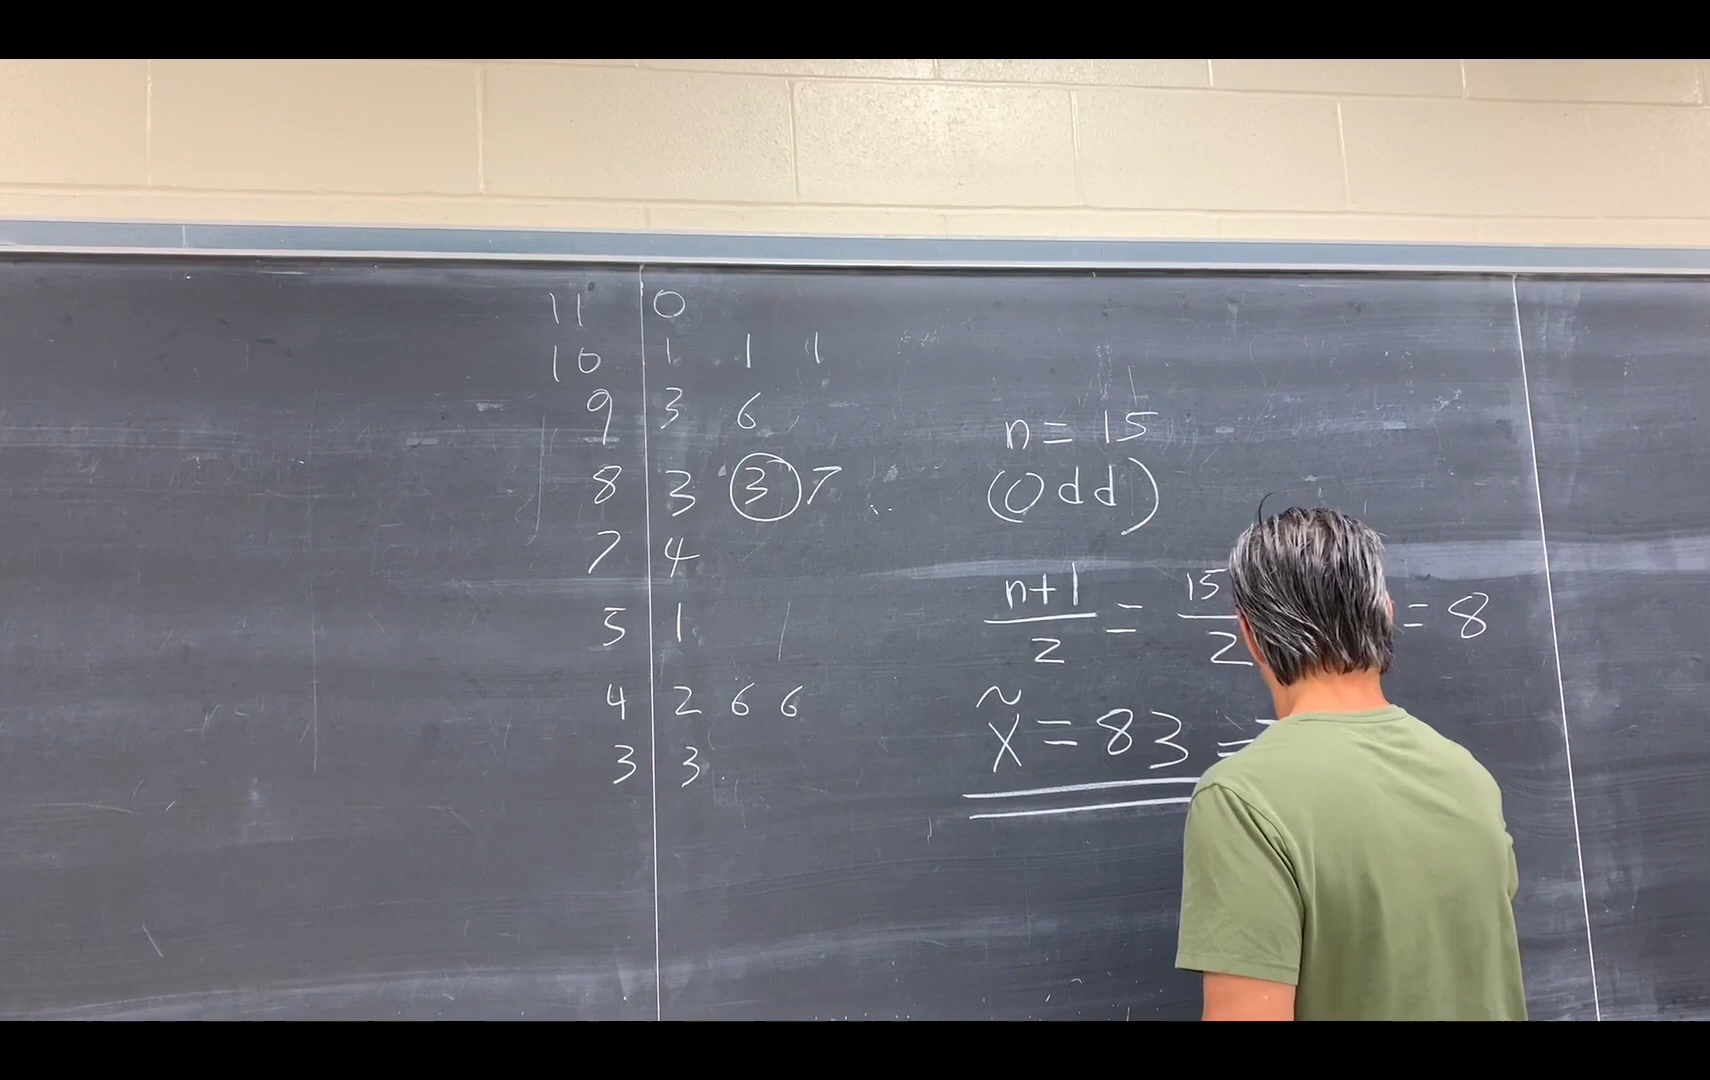 11 | 0
10 | 1 1 1
9 | 3 6
8 | 3 3 7
7 | 4
5 | 1
4 | 2 6 6
3 | 3
n = 15
(Odd)
n+1/2 = 15/2 = 8
x̃ = 83 =